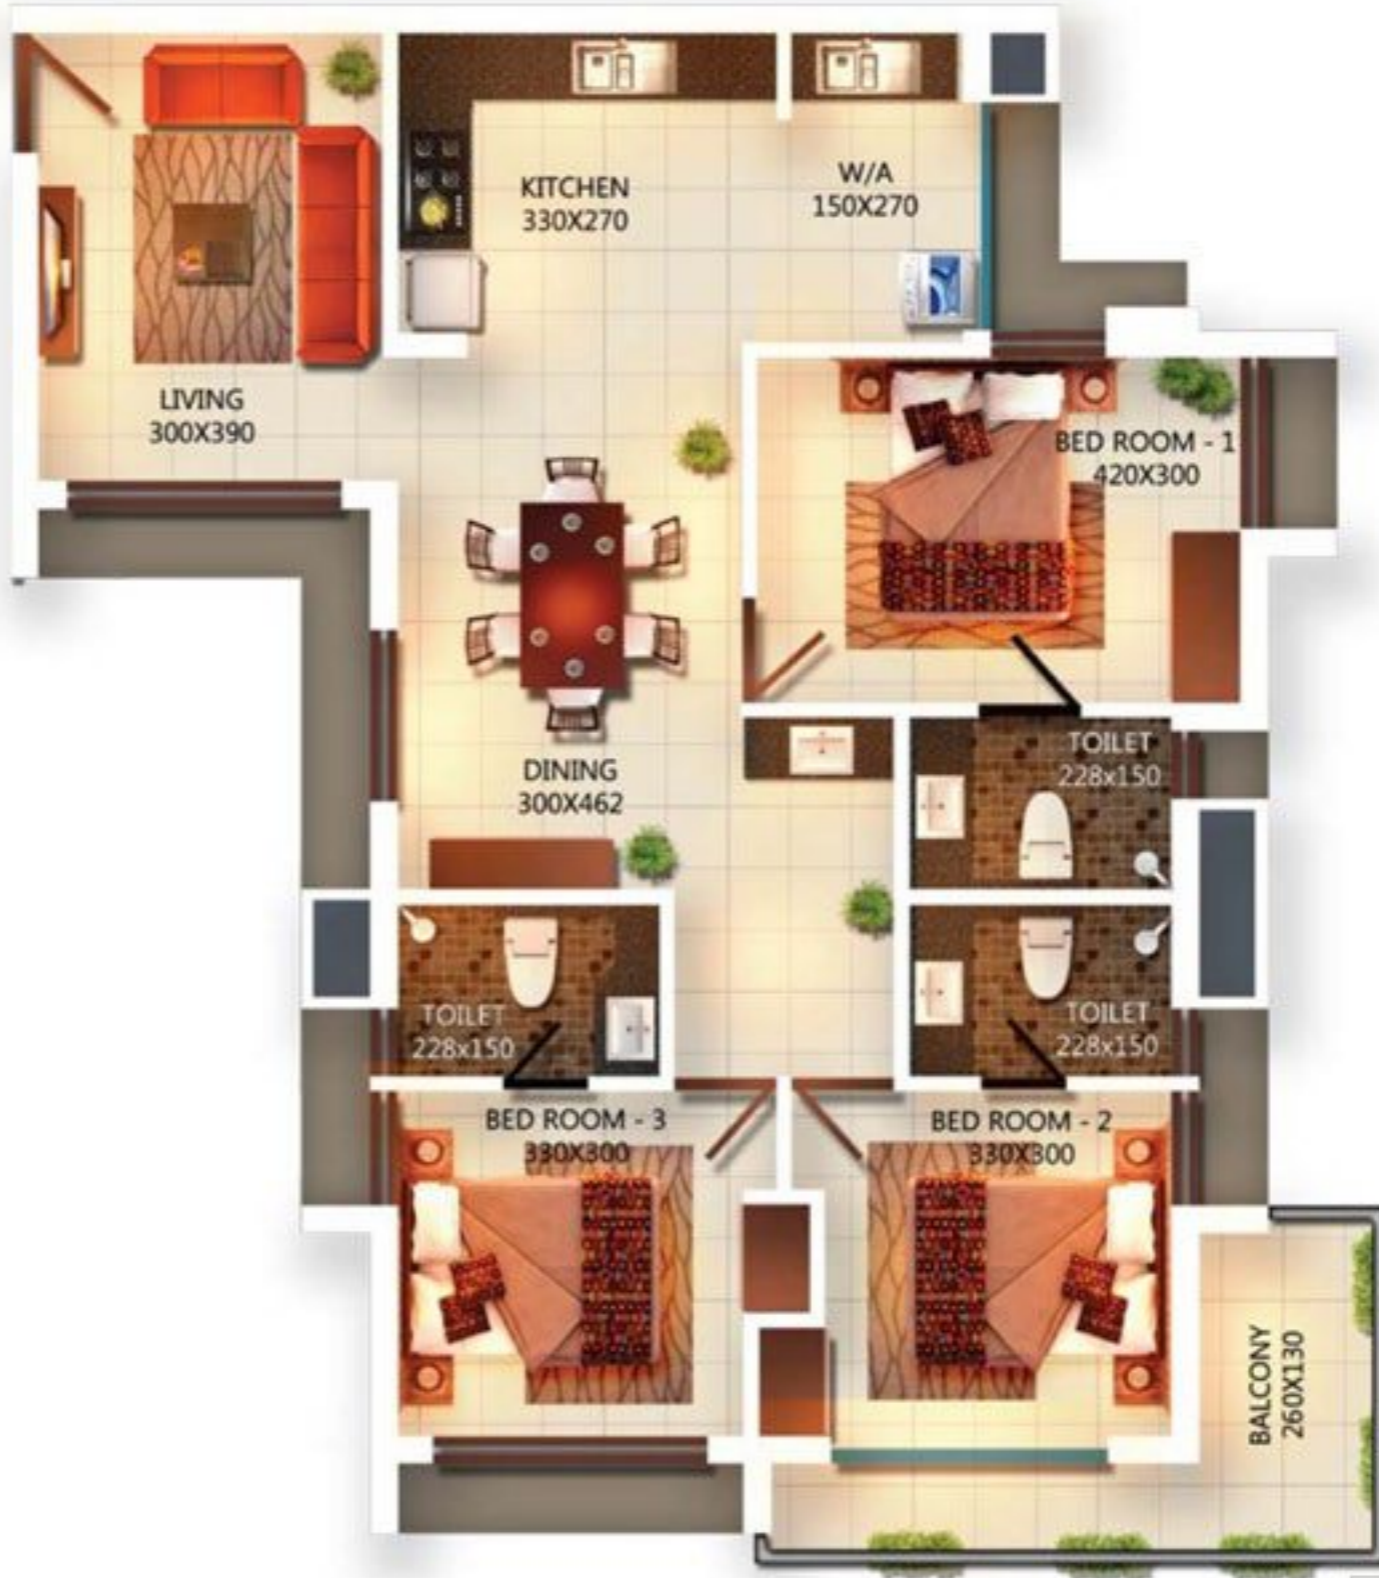 KITCHEN
330X270
W/A
150X270
LIVING
300X390
BED ROOM - 1
420X300
DINING
300X462
TOILET
228x150
TOILET
228x150
TOILET
228x150
BED ROOM - 3
330X300
BED ROOM - 2
330X300
BALCONY
260X130